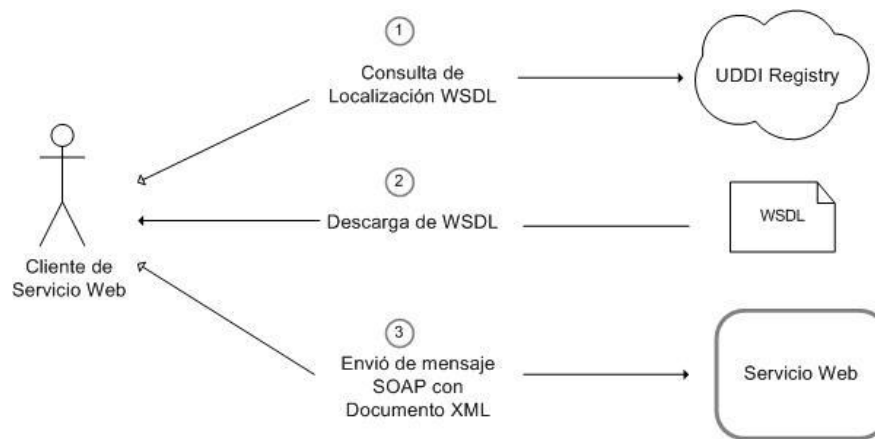 1
Consulta de
Localización WSDL
UDDI Registry
2
Descarga de WSDL
WSDL
Cliente de
Servicio Web
3
Envió de mensaje
SOAP con
Documento XML
Servicio Web